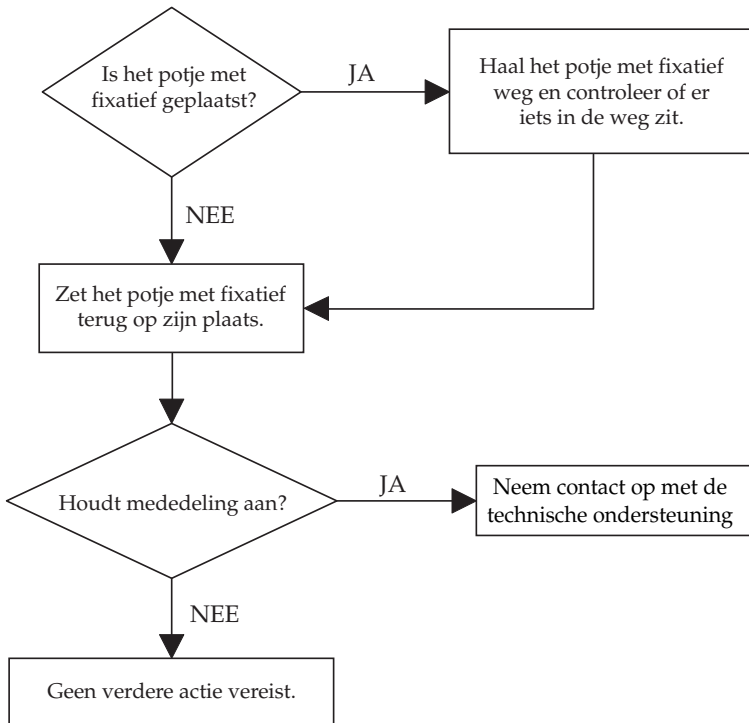 Is het potje met
fixatief geplaatst?
JA
Haal het potje met fixatief
weg en controleer of er
iets in de weg zit.
NEE
Zet het potje met fixatief
terug op zijn plaats.
Houdt mededeling aan?
JA
Neem contact op met de
technische ondersteuning
NEE
Geen verdere actie vereist.